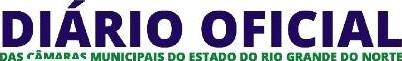 DIÁRIO OFICIAL
DAS CÂMARAS MUNICIPAIS DO ESTADO DO RIO GRANDE DO NORTE